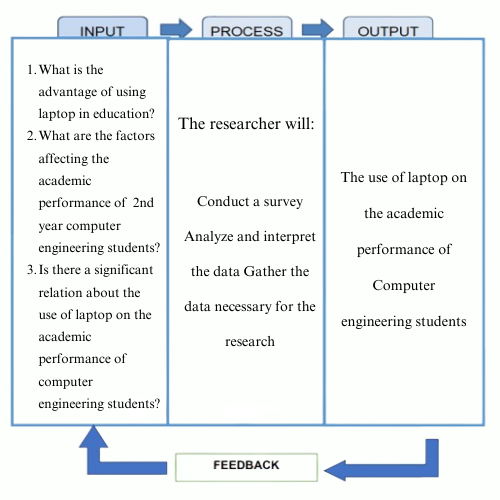 INPUT
PROCESS
OUTPUT
1. What is the
advantage of using
laptop in education?
2. What are the factors
affecting the
academic
performance of 2nd
year computer
engineering students?
3. Is there a significant
relation about the
use of laptop on the
academic
performance of
computer
engineering students?
The researcher will:
Conduct a survey
Analyze and interpret
the data Gather the
data necessary for the
research
The use of laptop on
the academic
performance of
Computer
engineering students
FEEDBACK